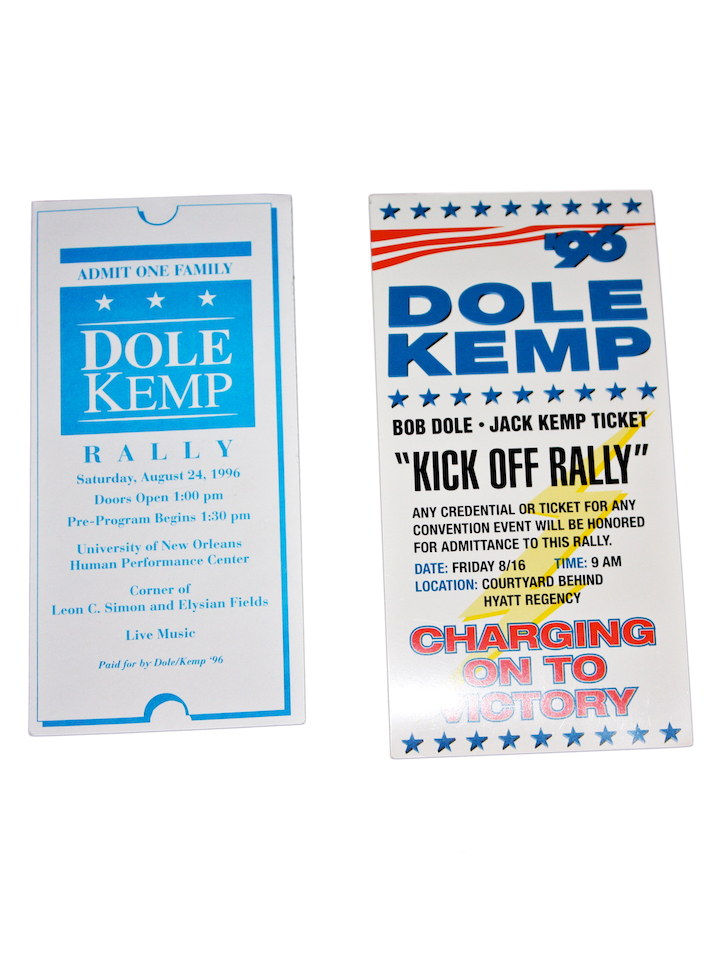 ADMIT ONE FAMILY
DOLE
KEMP
RALLY
Saturday, August 24, 1996
Doors Open 1:00 pm
Pre-Program Begins 1:30 pm
University of New Orleans
Human Performance Center
Corner of
Leon C. Simon and Elysian Fields
Live Music
Paid for by Dole/Kemp ‘96
'96
DOLE
KEMP
BOB DOLE • JACK KEMP TICKET
“KICK OFF RALLY”
ANY CREDENTIAL OR TICKET FOR ANY
CONVENTION EVENT WILL BE HONORED
FOR ADMITTANCE TO THIS RALLY.
DATE: FRIDAY 8/16 TIME: 9 AM
LOCATION: COURTYARD BEHIND
HYATT REGENCY
CHARGING
ON TO
VICTORY